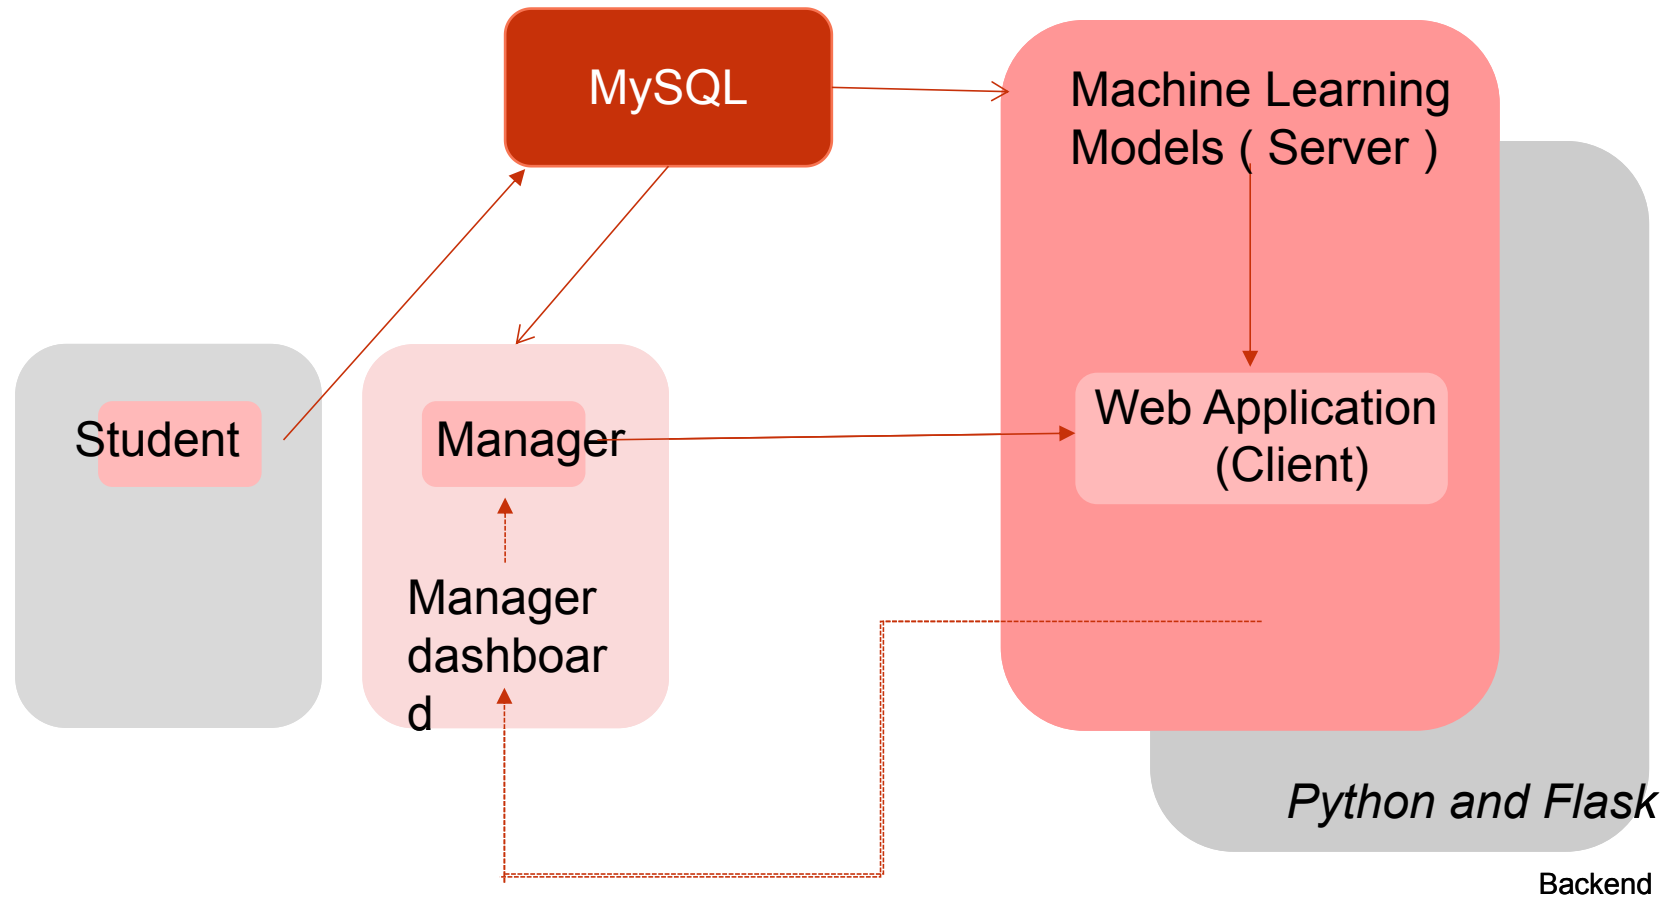 MySQL
Machine Learning
Models ( Server )
Student
Manager
Web Application
(Client)
Manager
dashboar
d
Python and Flask
Backend